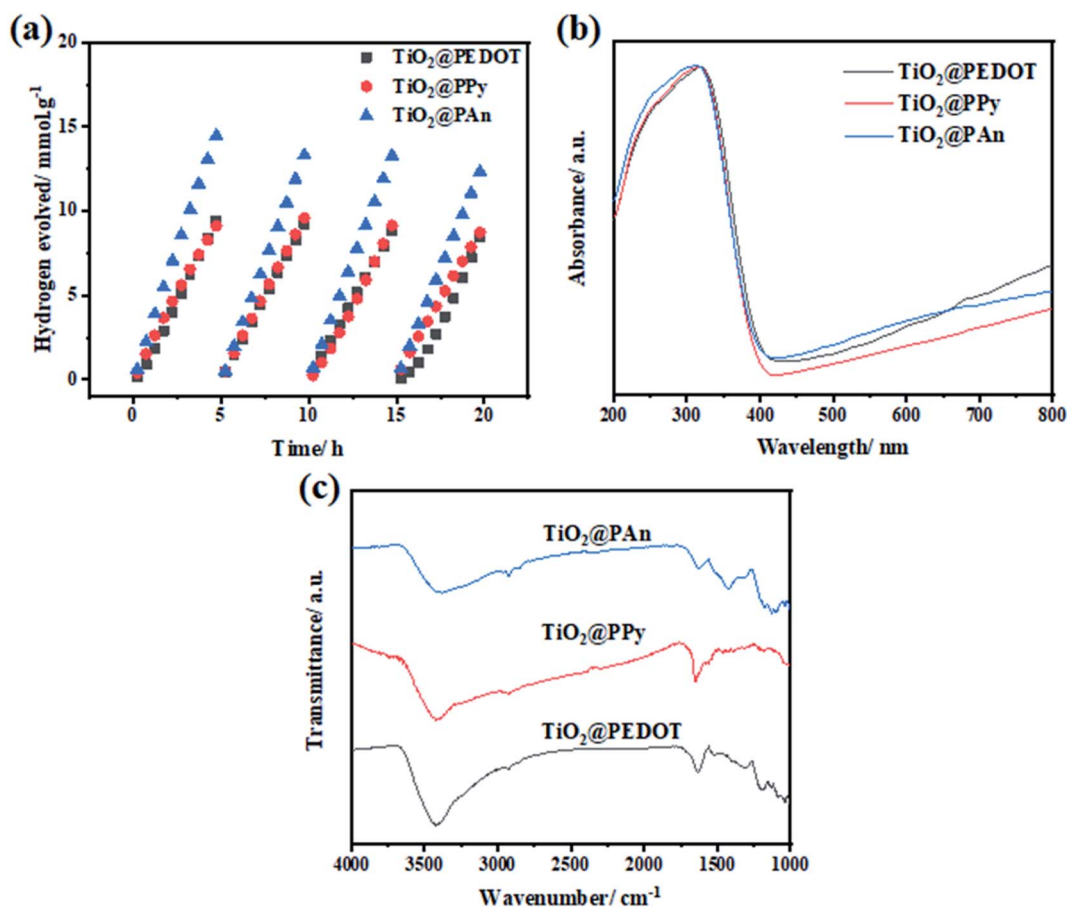 (a)
Hydrogen evolved/ mmol.g⁻¹
20
15
10
5
0
TiO₂@PEDOT
TiO₂@PPy
TiO₂@PAn
0 5 10 15 20
Time/ h
(b)
Absorbance/ a.u.
TiO₂@PEDOT
TiO₂@PPy
TiO₂@PAn
200 300 400 500 600 700 800
Wavelength/ nm
(c)
Transmittance/ a.u.
TiO₂@PAn
TiO₂@PPy
TiO₂@PEDOT
4000 3500 3000 2500 2000 1500 1000
Wavenumber/ cm⁻¹